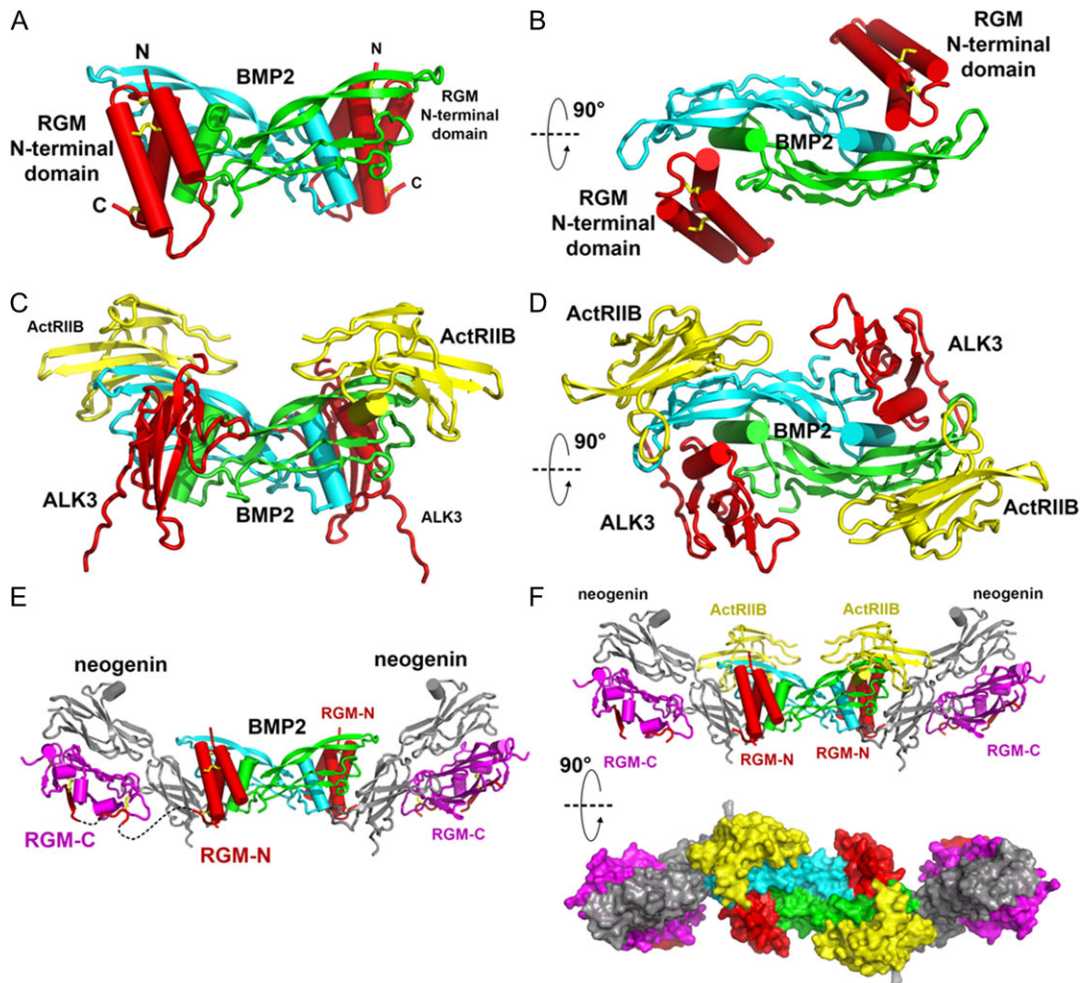 A
N
BMP2
N
RGM
N-terminal
domain
RGM
N-terminal
domain
C
C
B
RGM
N-terminal
domain
90°
BMP2
RGM
N-terminal
domain
C
ActRIIB
ActRIIB
ALK3
BMP2
ALK3
D
ActRIIB
ALK3
90°
BMP2
ALK3
ActRIIB
E
neogenin
neogenin
BMP2
RGM-N
RGM-C
RGM-N
RGM-C
F
neogenin
ActRIIB
ActRIIB
neogenin
RGM-C
RGM-N
RGM-N
RGM-C
90°